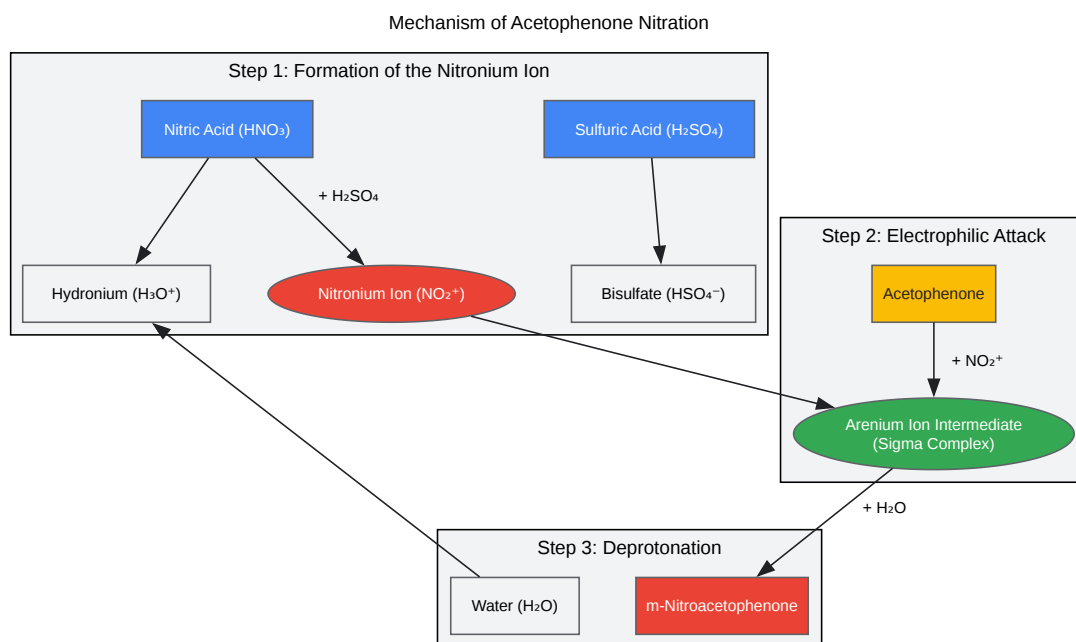 Mechanism of Acetophenone Nitration
Step 1: Formation of the Nitronium Ion
Nitric Acid (HNO₃)
Sulfuric Acid (H₂SO₄)
+ H₂SO₄
Hydronium (H₃O⁺)
Nitronium Ion (NO₂⁺)
Bisulfate (HSO₄⁻)
Step 2: Electrophilic Attack
Acetophenone
+ NO₂⁺
Arenium Ion Intermediate
(Sigma Complex)
+ H₂O
Step 3: Deprotonation
Water (H₂O)
m-Nitroacetophenone